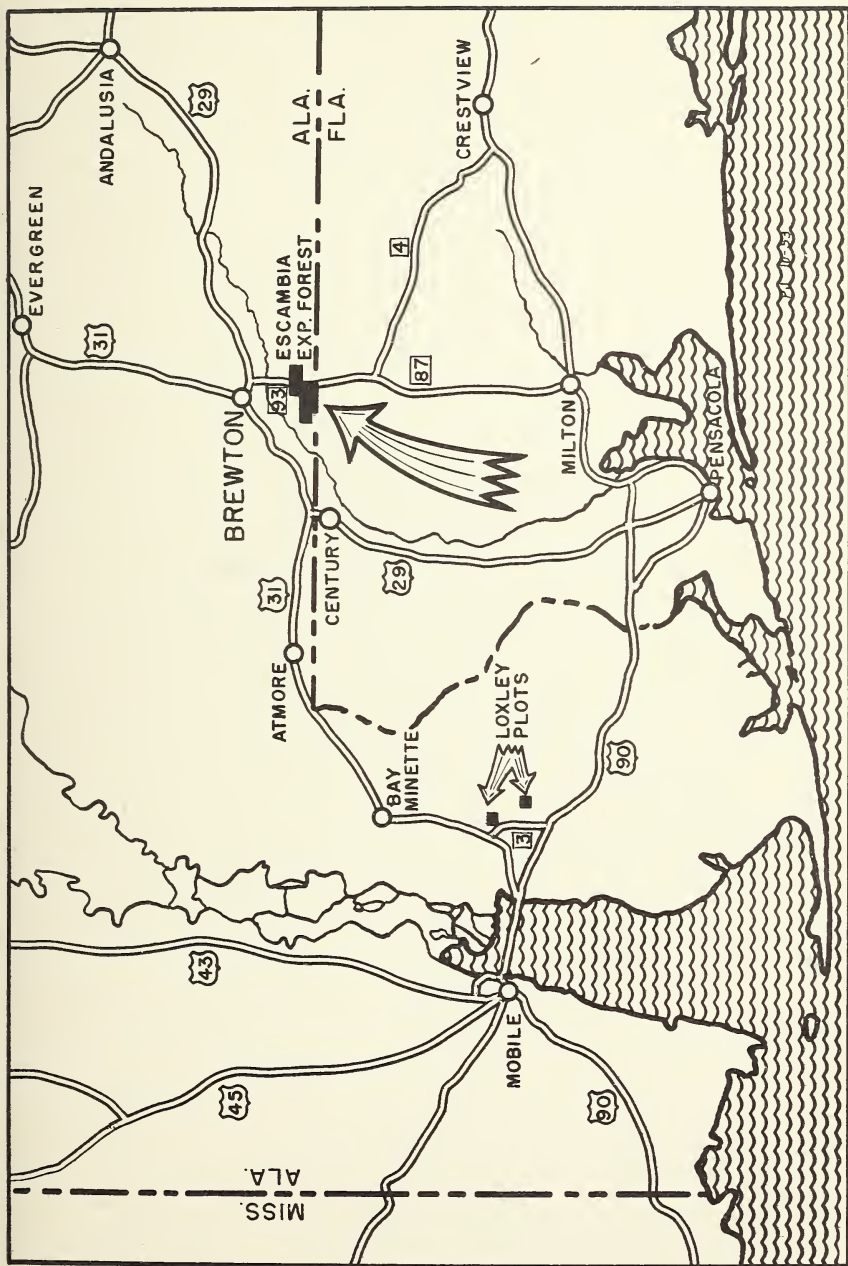 EVERGREEN
31
ANDALUSIA
29
43
45
BREWTON
93
ESCAMBIA
EXP. FOREST
ATMORE
31
MISS.
ALA.
ALA.
FLA.
CENTURY
BAY
MINETTE
29
4
87
CRESTVIEW
LOXLEY
PLOTS
3
MOBILE
MILTON
90
90
PENSACOLA